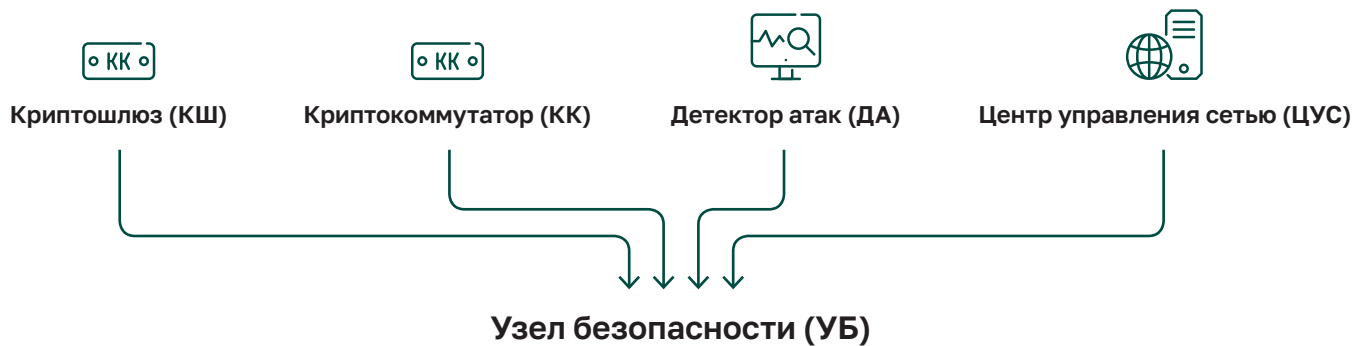 КК
КК
Криптошлюз (КШ)
Криптокоммутатор (КК)
Детектор атак (ДА)
Центр управления сетью (ЦУС)
Узел безопасности (УБ)